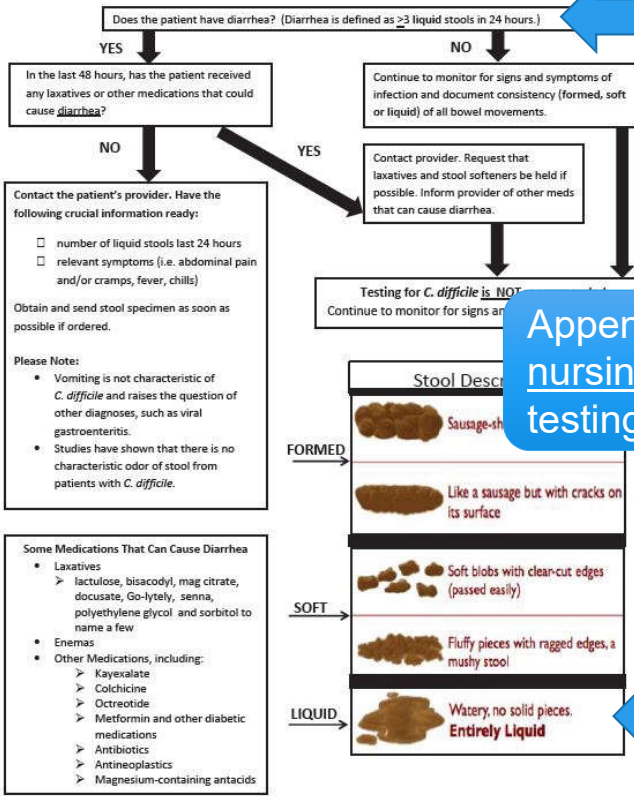 Does the patient have diarrhea? (Diarrhea is defined as >3 liquid stools in 24 hours.)
YES
NO
In the last 48 hours, has the patient received
any laxatives or other medications that could
cause diarrhea?
Continue to monitor for signs and symptoms of
infection and document consistency (formed, soft
or liquid) of all bowel movements.
NO
YES
Contact provider. Request that
laxatives and stool softeners be held if
possible. Inform provider of other meds
that can cause diarrhea.
Contact the patient's provider. Have the
following crucial information ready:
☐ number of liquid stools last 24 hours
☐ relevant symptoms (i.e. abdominal pain
and/or cramps, fever, chills)
Obtain and send stool specimen as soon as
possible if ordered.
Please Note:
• Vomiting is not characteristic of
C. difficile and raises the question of
other diagnoses, such as viral
gastroenteritis.
• Studies have shown that there is no
characteristic odor of stool from
patients with C. difficile.
Testing for C. difficile is NOT
Continue to monitor for signs an
Appen
nursin
testing
Stool Descr
FORMED
Sausage-sh
Like a sausage but with cracks on
its surface
SOFT
Soft blobs with clear-cut edges
(passed easily)
Fluffy pieces with ragged edges, a
mushy stool
LIQUID
Watery, no solid pieces.
Entirely Liquid
Some Medications That Can Cause Diarrhea
• Laxatives
➢ lactulose, bisacodyl, mag citrate,
docusate, Go-lytely, senna,
polyethylene glycol and sorbitol to
name a few
• Enemas
• Other Medications, including:
➢ Kayexalate
➢ Colchicine
➢ Octreotide
➢ Metformin and other diabetic
medications
➢ Antibiotics
➢ Antineoplastics
➢ Magnesium-containing antacids